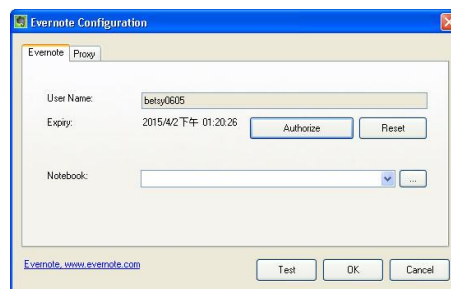 Evernote Configuration
Evernote Proxy
User Name: betsy0605
Expiry: 2015/4/2下午 01:20:26 Authorize Reset
Notebook: ...
Evernote, www.evernote.com Test OK Cancel